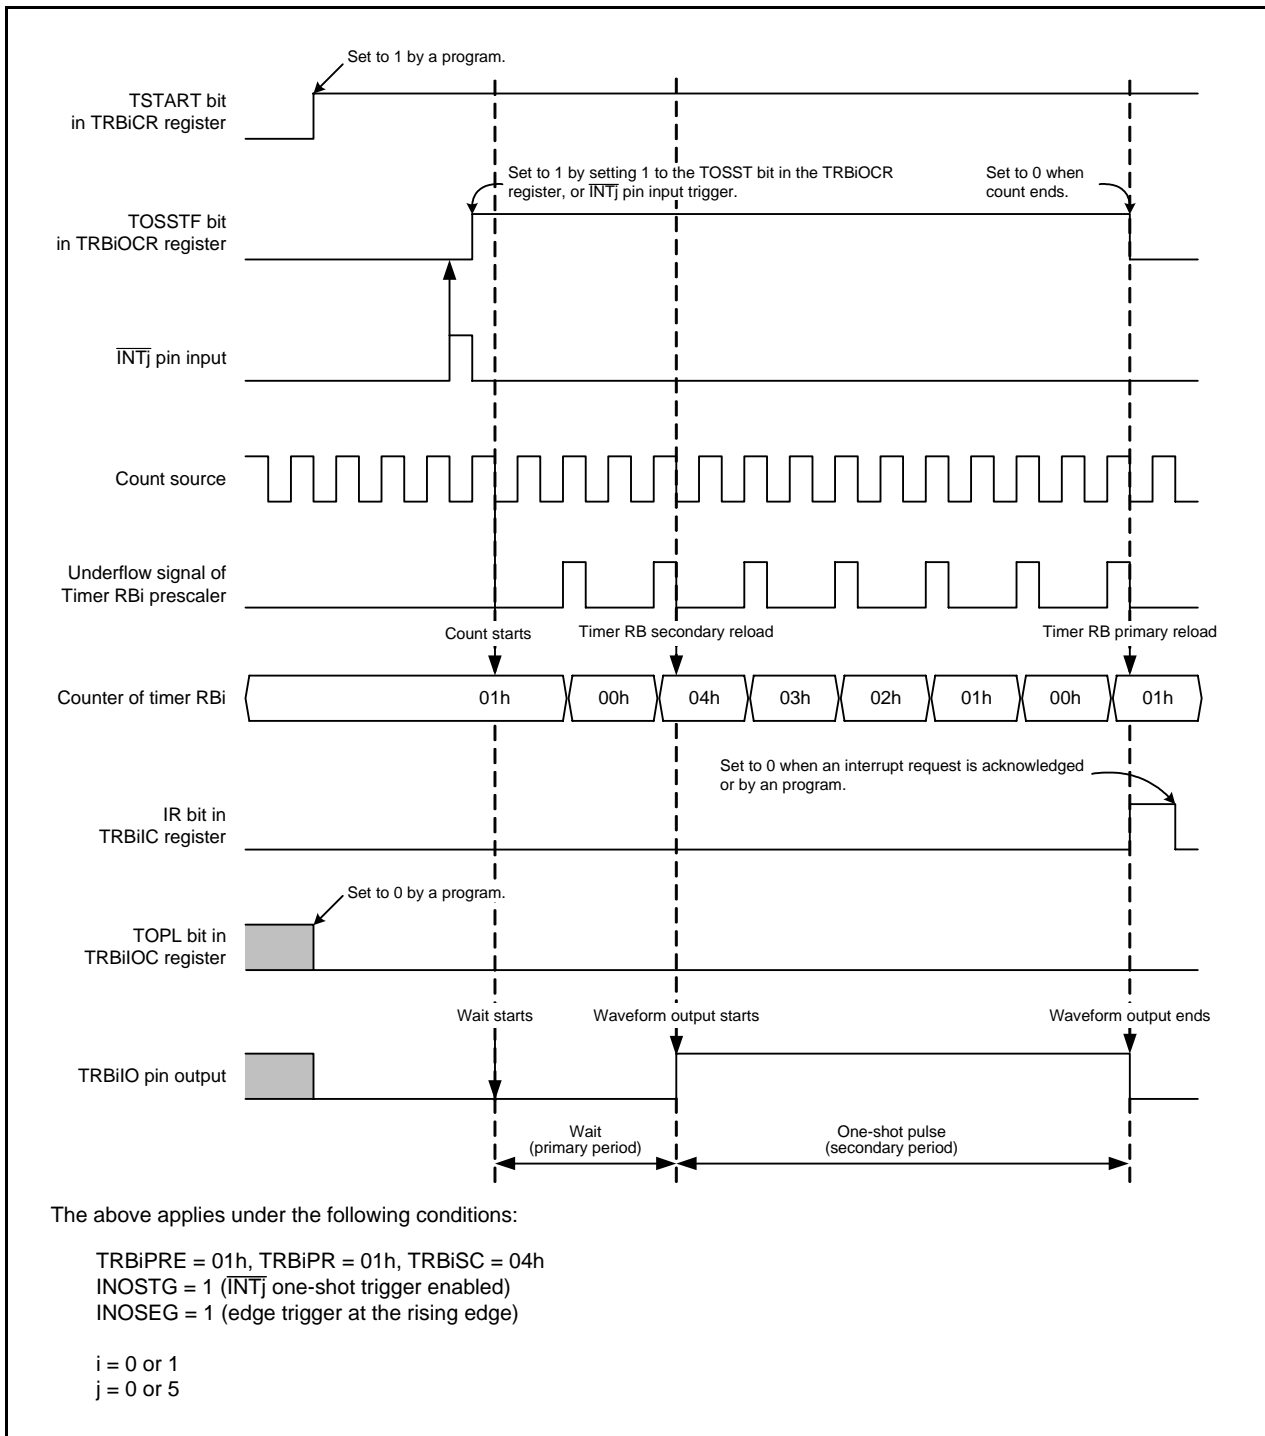 Set to 1 by a program.
TSTART bit
in TRBiCR register
Set to 1 by setting 1 to the TOSST bit in the TRBiOCR
register, or INTj pin input trigger.
Set to 0 when
count ends.
TOSSTF bit
in TRBiOCR register
INTj pin input
Count source
Underflow signal of
Timer RBi prescaler
Count starts
Timer RB secondary reload
Timer RB primary reload
Counter of timer RBi
01h
00h
04h
03h
02h
01h
00h
01h
Set to 0 when an interrupt request is acknowledged
or by an program.
IR bit in
TRBiIC register
Set to 0 by a program.
TOPL bit in
TRBiIOC register
Wait starts
Waveform output starts
Waveform output ends
TRBiIO pin output
Wait
(primary period)
One-shot pulse
(secondary period)
The above applies under the following conditions:
TRBiPRE = 01h, TRBiPR = 01h, TRBiSC = 04h
INOSTG = 1 (INTj one-shot trigger enabled)
INOSEG = 1 (edge trigger at the rising edge)
i = 0 or 1
j = 0 or 5